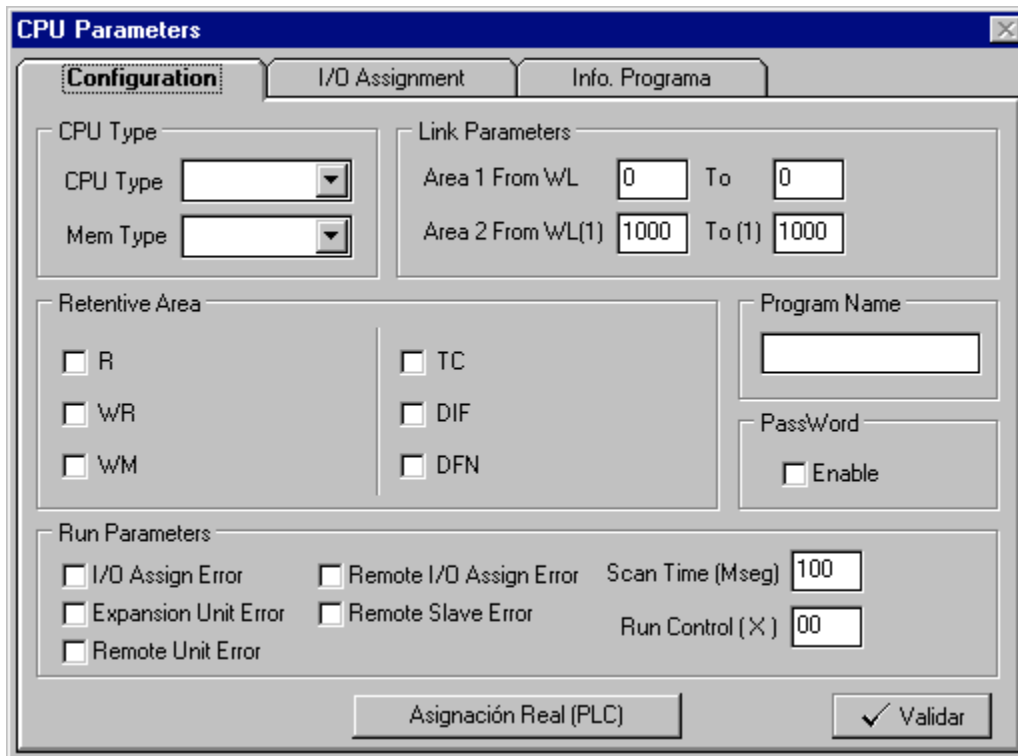 CPU Parameters
Configuration
I/O Assignment
Info. Programa
CPU Type
CPU Type
Mem Type
Link Parameters
Area 1 From WL 0 To 0
Area 2 From WL(1) 1000 To (1) 1000
Retentive Area
R
WR
WM
TC
DIF
DFN
Program Name
PassWord
Enable
Run Parameters
I/O Assign Error
Expansion Unit Error
Remote Unit Error
Remote I/O Assign Error
Remote Slave Error
Scan Time (Mseg) 100
Run Control ( X ) 00
Asignación Real (PLC)
Validar